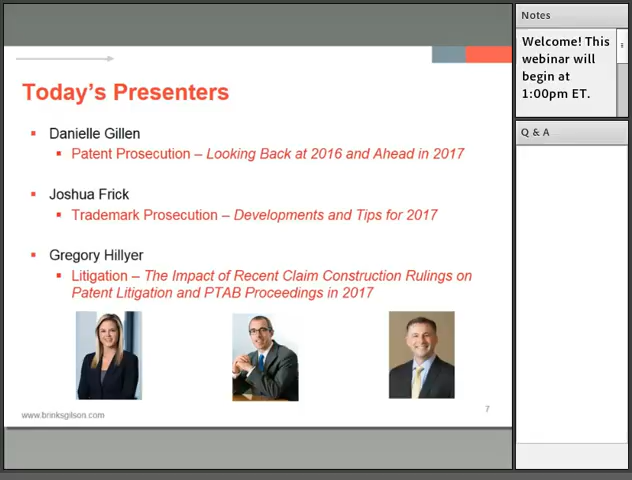 Today's Presenters
Danielle Gillen
Patent Prosecution – Looking Back at 2016 and Ahead in 2017
Joshua Frick
Trademark Prosecution – Developments and Tips for 2017
Gregory Hillyer
Litigation – The Impact of Recent Claim Construction Rulings on
Patent Litigation and PTAB Proceedings in 2017
www.brinksgilson.com
7
Notes
Welcome! This
webinar will
begin at
1:00pm ET.
Q & A